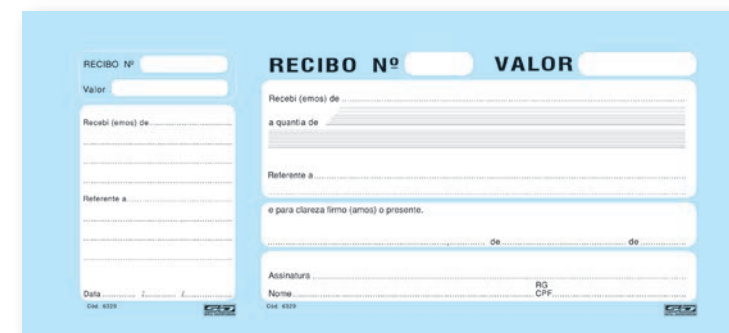 RECIBO Nº
Valor
Recebi (emos) de
Referente a
Data / /
Cód. 6329
RECIBO Nº VALOR
Recebi (emos) de
a quantia de
Referente a
e para clareza firmo (amos) o presente.
, de de
Assinatura
Nome RG
CPF
Cód. 6329